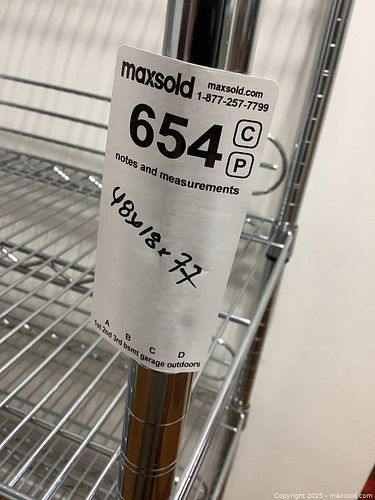 maxsold maxsold.com
1-877-257-7799
654 C
P
notes and measurements
48x18x77
A B C D
1st 2nd 3rd bsmt garage outdoors
Copyright 2025 - maxsold.com